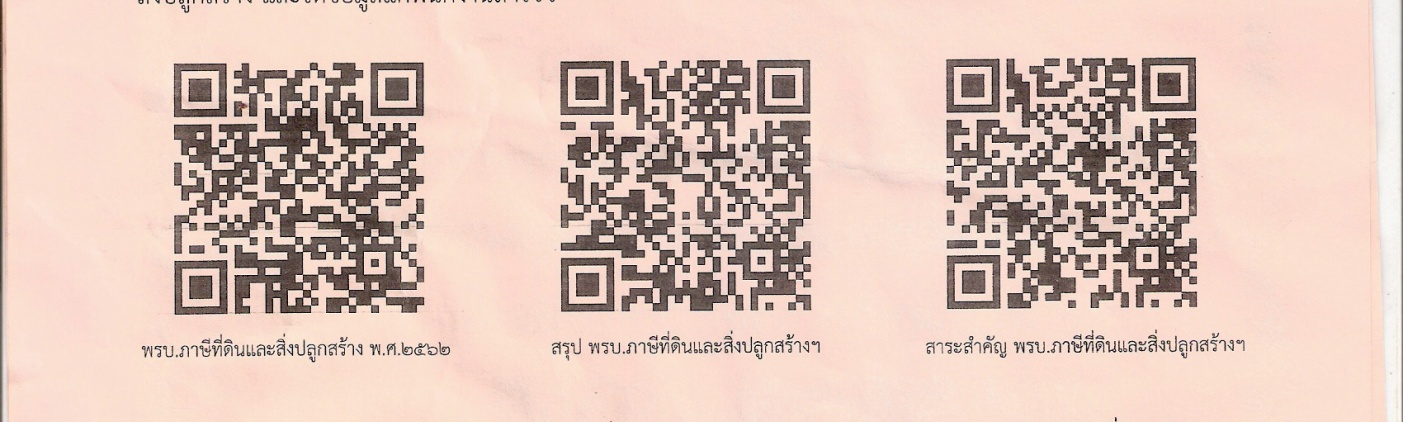 พรบ.ภาษีที่ดินและสิ่งปลูกสร้าง พ.ศ.๒๕๖๒
สรุป พรบ.ภาษีที่ดินและสิ่งปลูกสร้างฯ
สาระสำคัญ พรบ.ภาษีที่ดินและสิ่งปลูกสร้างฯ